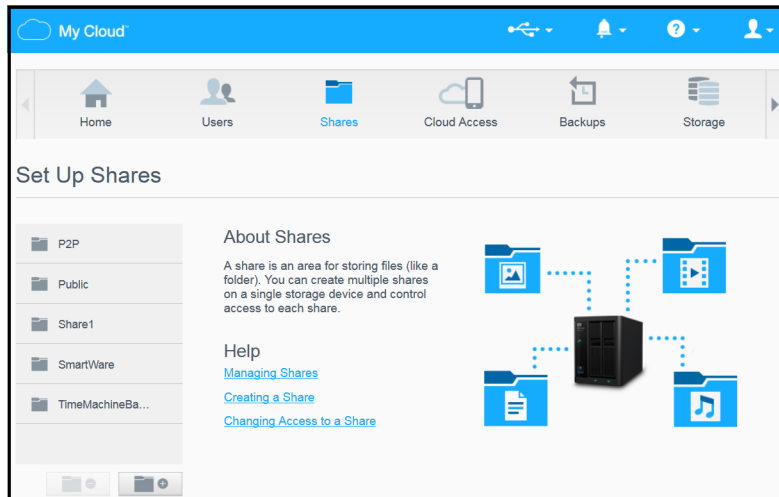 My Cloud™
Home
Users
Shares
Cloud Access
Backups
Storage
Set Up Shares
P2P
Public
Share1
SmartWare
TimeMachineBa...
About Shares
A share is an area for storing files (like a
folder). You can create multiple shares
on a single storage device and control
access to each share.
Help
Managing Shares
Creating a Share
Changing Access to a Share